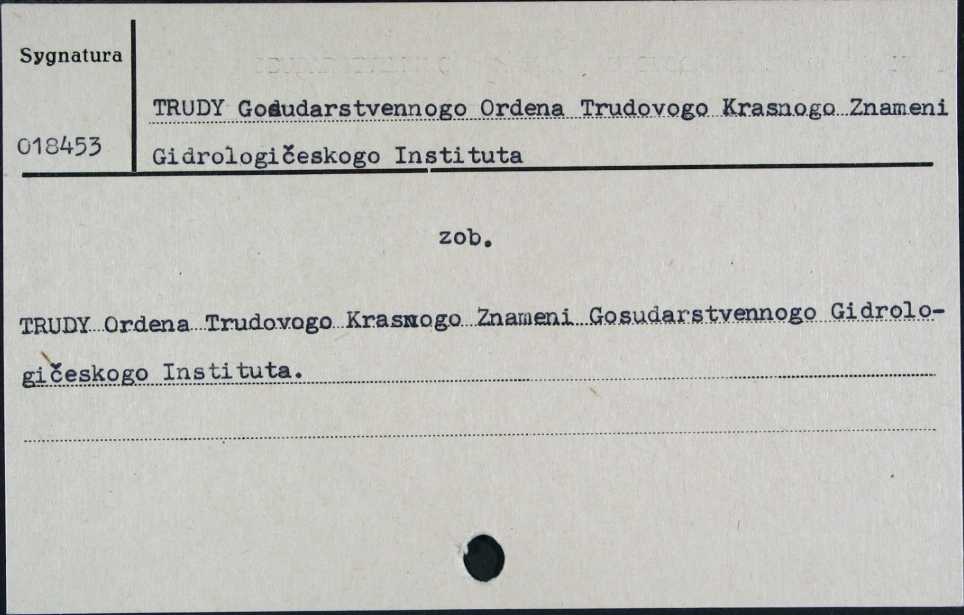 Sygnatura
TRUDY Gosudarstvennogo Ordena Trudovogo Krasnogo Znameni
018453
Gidrologičeskogo Instituta
zob.
TRUDY Ordena Trudovogo Krasnogo Znameni Gosudarstvennogo Gidrolo-
gičeskogo Instituta.